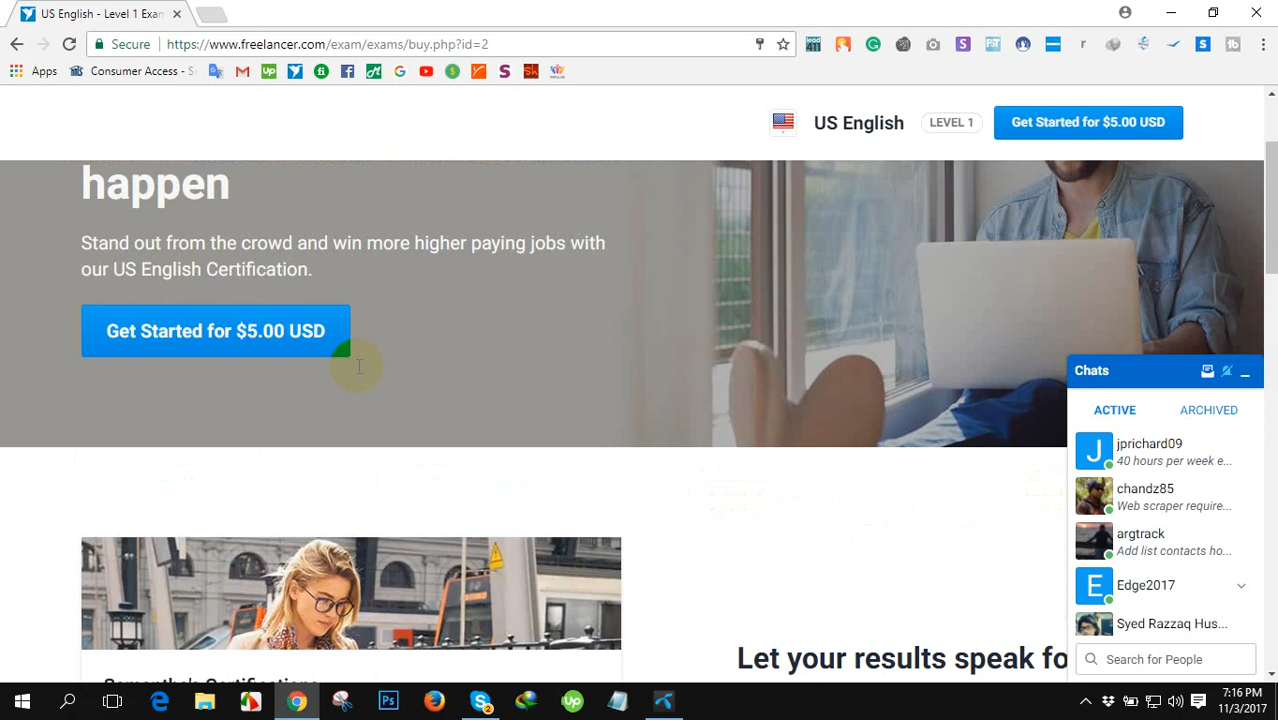 US English - Level 1 Exan
Secure
https://www.freelancer.com/exam/exams/buy.php?id=2
Apps
Consumer Access - S
US English
LEVEL 1
Get Started for $5.00 USD
happen
Stand out from the crowd and win more higher paying jobs with
our US English Certification.
Get Started for $5.00 USD
Chats
ACTIVE
ARCHIVED
jprichard09
40 hours per week e...
chandz85
Web scraper require...
argtrack
Add list contacts ho...
Edge2017
Syed Razzaq Hus...
Search for People
Let your results speak fo
Samantha's Certifications
7:16 PM
11/3/2017